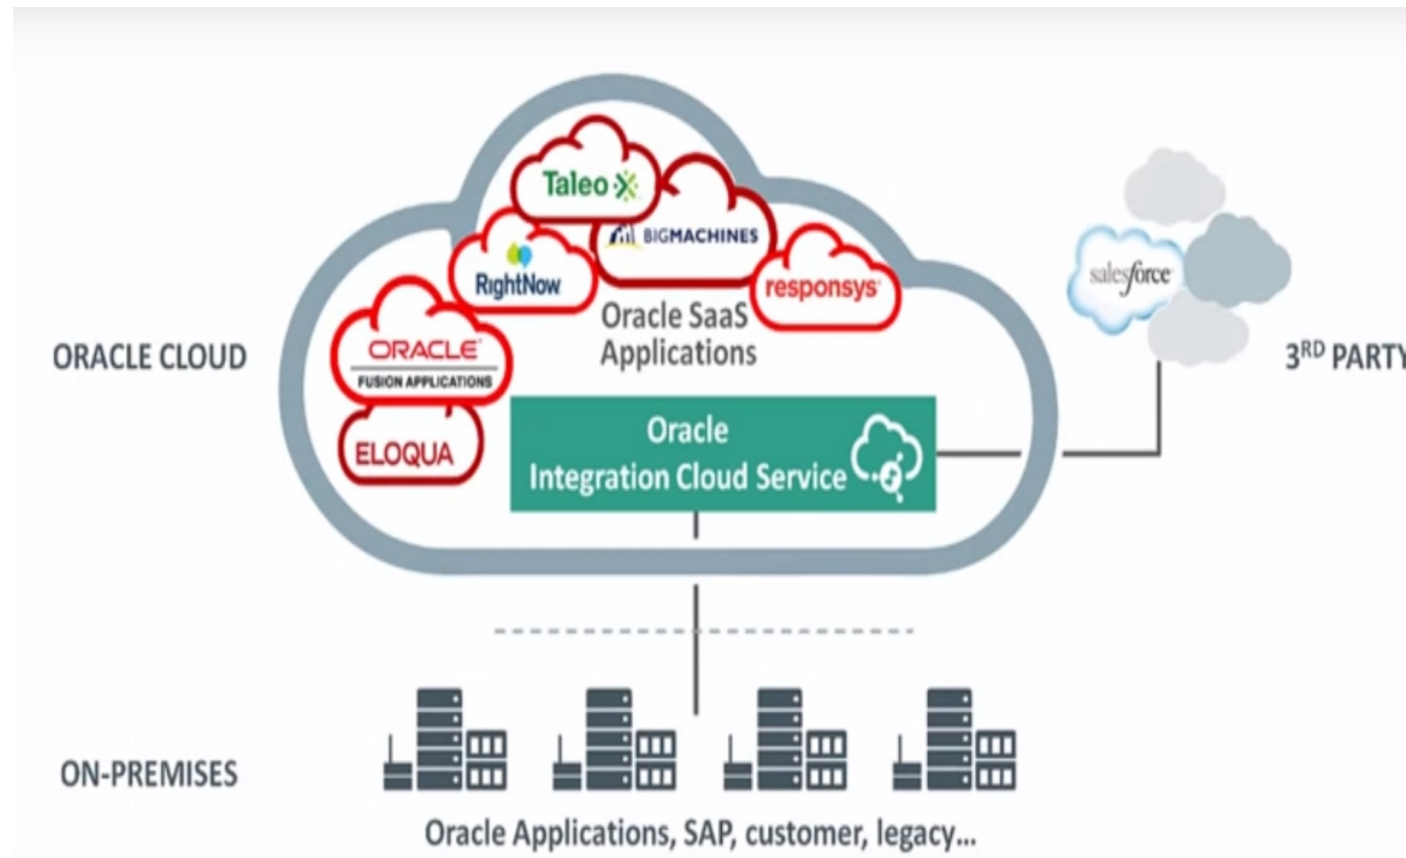 Taleo
BIGMACHINES
RightNow
responsys
Oracle SaaS
Applications
ORACLE
FUSION APPLICATIONS
ELOQUA
ORACLE CLOUD
Oracle
Integration Cloud Service
salesforce
3RD PARTY
ON-PREMISES
Oracle Applications, SAP, customer, legacy...